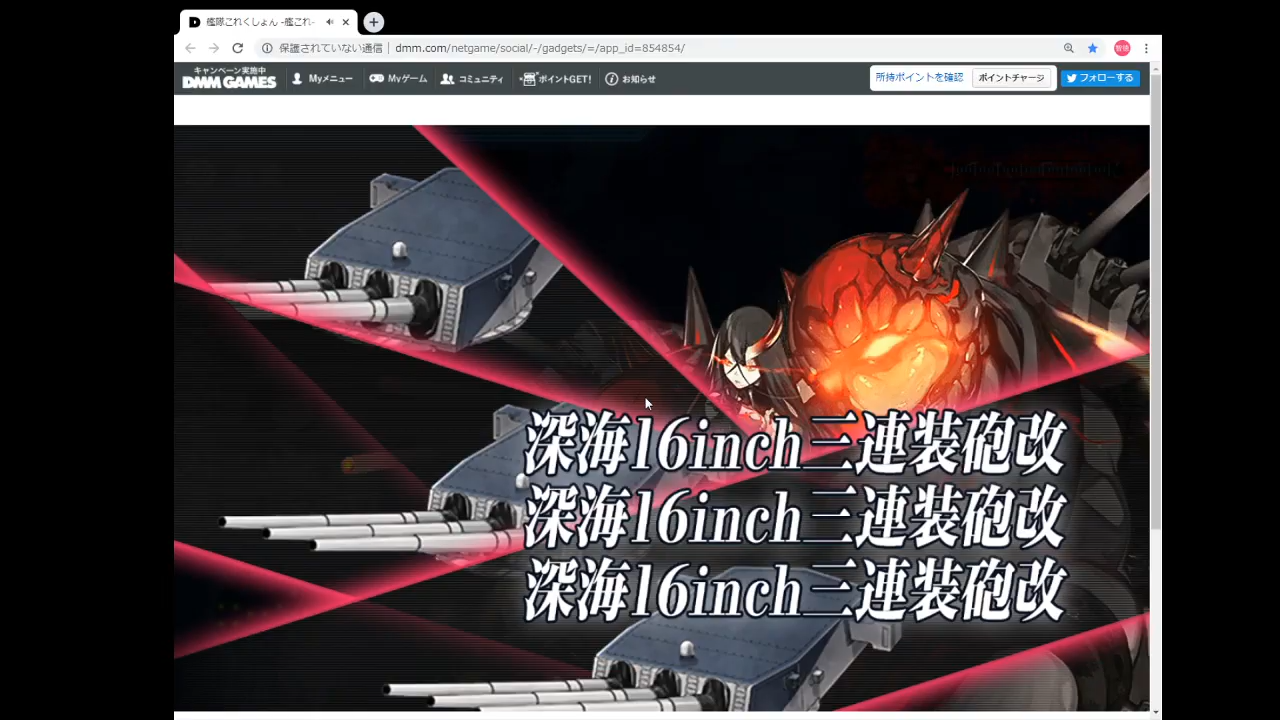 艦隊これくしょん -艦これ-
保護されていない通信 | dmm.com/netgame/social/-/gadgets/=/app_id=854854/
キャンペーン実施中
DMM GAMES
Myメニュー
Myゲーム
コミュニティ
ポイントGET!
お知らせ
所持ポイントを確認
ポイントチャージ
フォローする
深海16inch三連装砲改
深海16inch三連装砲改
深海16inch三連装砲改